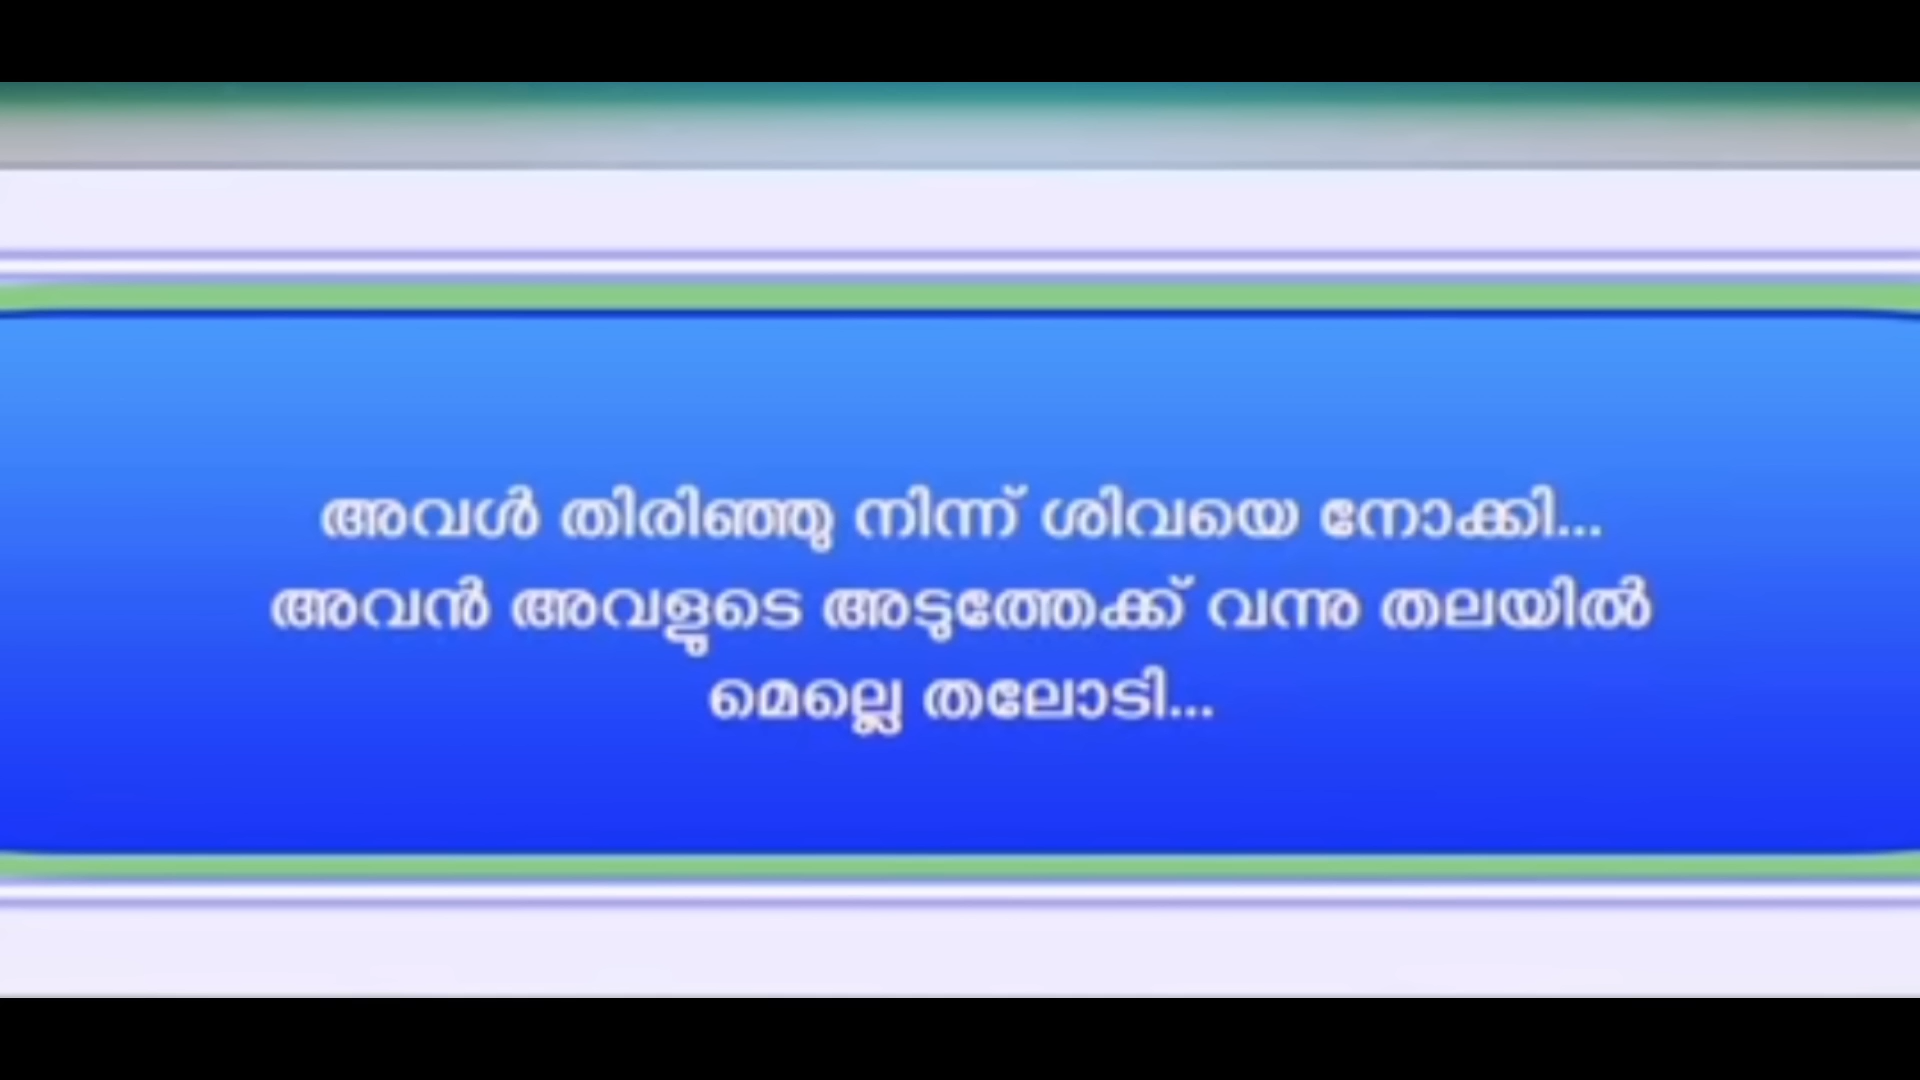 അവൾ തിരിഞ്ഞു നിന്ന് ശിവയെ നോക്കി...
അവൻ അവളുടെ അടുത്തേക്ക് വന്നു തലയിൽ
മെല്ലെ തലോടി...